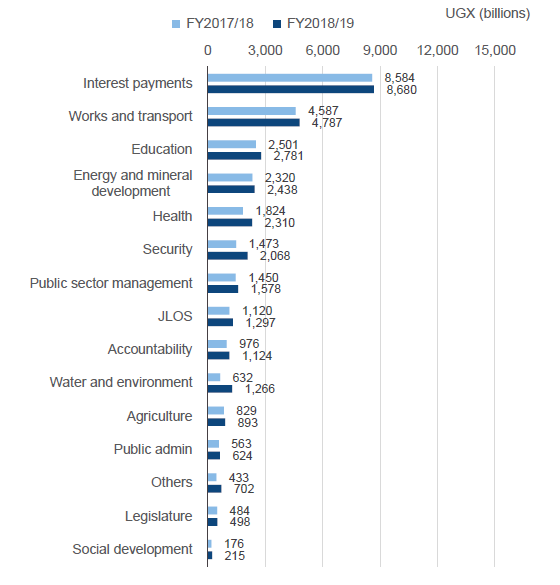 UGX (billions)
FY2017/18 FY2018/19
0 3,000 6,000 9,000 12,000 15,000
Interest payments 8,584
8,680
Works and transport 4,587
4,787
Education 2,501
2,781
Energy and mineral
development 2,320
2,438
Health 1,824
2,310
Security 1,473
2,068
Public sector management 1,450
1,578
JLOS 1,120
1,297
Accountability 976
1,124
Water and environment 632
1,266
Agriculture 829
893
Public admin 563
624
Others 433
702
Legislature 484
498
Social development 176
215